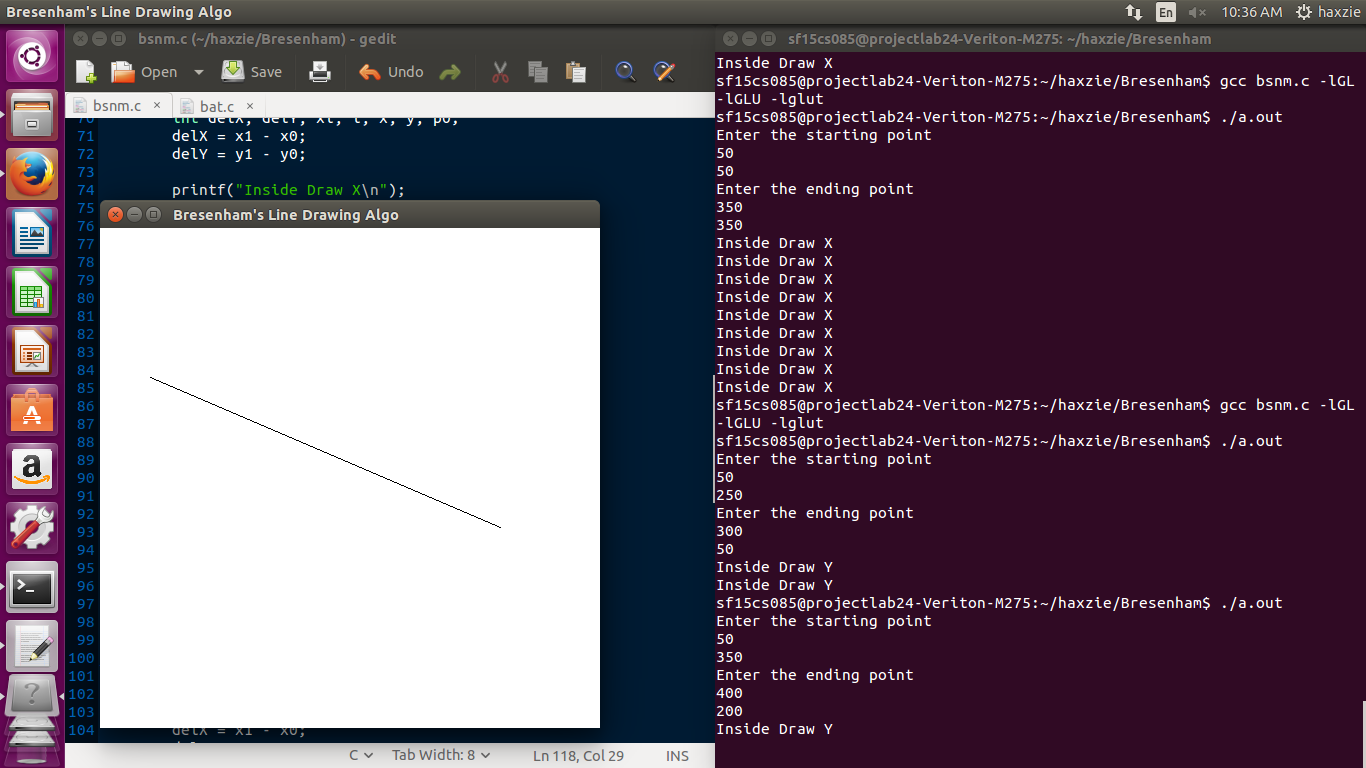 Bresenham's Line Drawing Algo
En
10:36 AM
haxzie
bsnm.c (~/haxzie/Bresenham) - gedit
Open
Save
Undo
bsnm.c ×
bat.c ×
70 int delX, delY, xl, l, x, y, p0;
71 delX = x1 - x0;
72 delY = y1 - y0;
73
74 printf("Inside Draw X\n");
75
76
77
78
79
80
81
82
83
84
85
86
87
88
89
90
91
92
93
94
95
96
97
98
99
100
101
102
103
104 delX = x1 - x0;
C
Tab Width: 8
Ln 118, Col 29
INS
Bresenham's Line Drawing Algo
sf15cs085@projectlab24-Veriton-M275: ~/haxzie/Bresenham
Inside Draw X
sf15cs085@projectlab24-Veriton-M275:~/haxzie/Bresenham$ gcc bsnm.c -lGL
-lGLU -lglut
sf15cs085@projectlab24-Veriton-M275:~/haxzie/Bresenham$ ./a.out
Enter the starting point
50
50
Enter the ending point
350
350
Inside Draw X
Inside Draw X
Inside Draw X
Inside Draw X
Inside Draw X
Inside Draw X
Inside Draw X
Inside Draw X
Inside Draw X
sf15cs085@projectlab24-Veriton-M275:~/haxzie/Bresenham$ gcc bsnm.c -lGL
-lGLU -lglut
sf15cs085@projectlab24-Veriton-M275:~/haxzie/Bresenham$ ./a.out
Enter the starting point
50
250
Enter the ending point
300
50
Inside Draw Y
Inside Draw Y
sf15cs085@projectlab24-Veriton-M275:~/haxzie/Bresenham$ ./a.out
Enter the starting point
50
350
Enter the ending point
400
200
Inside Draw Y